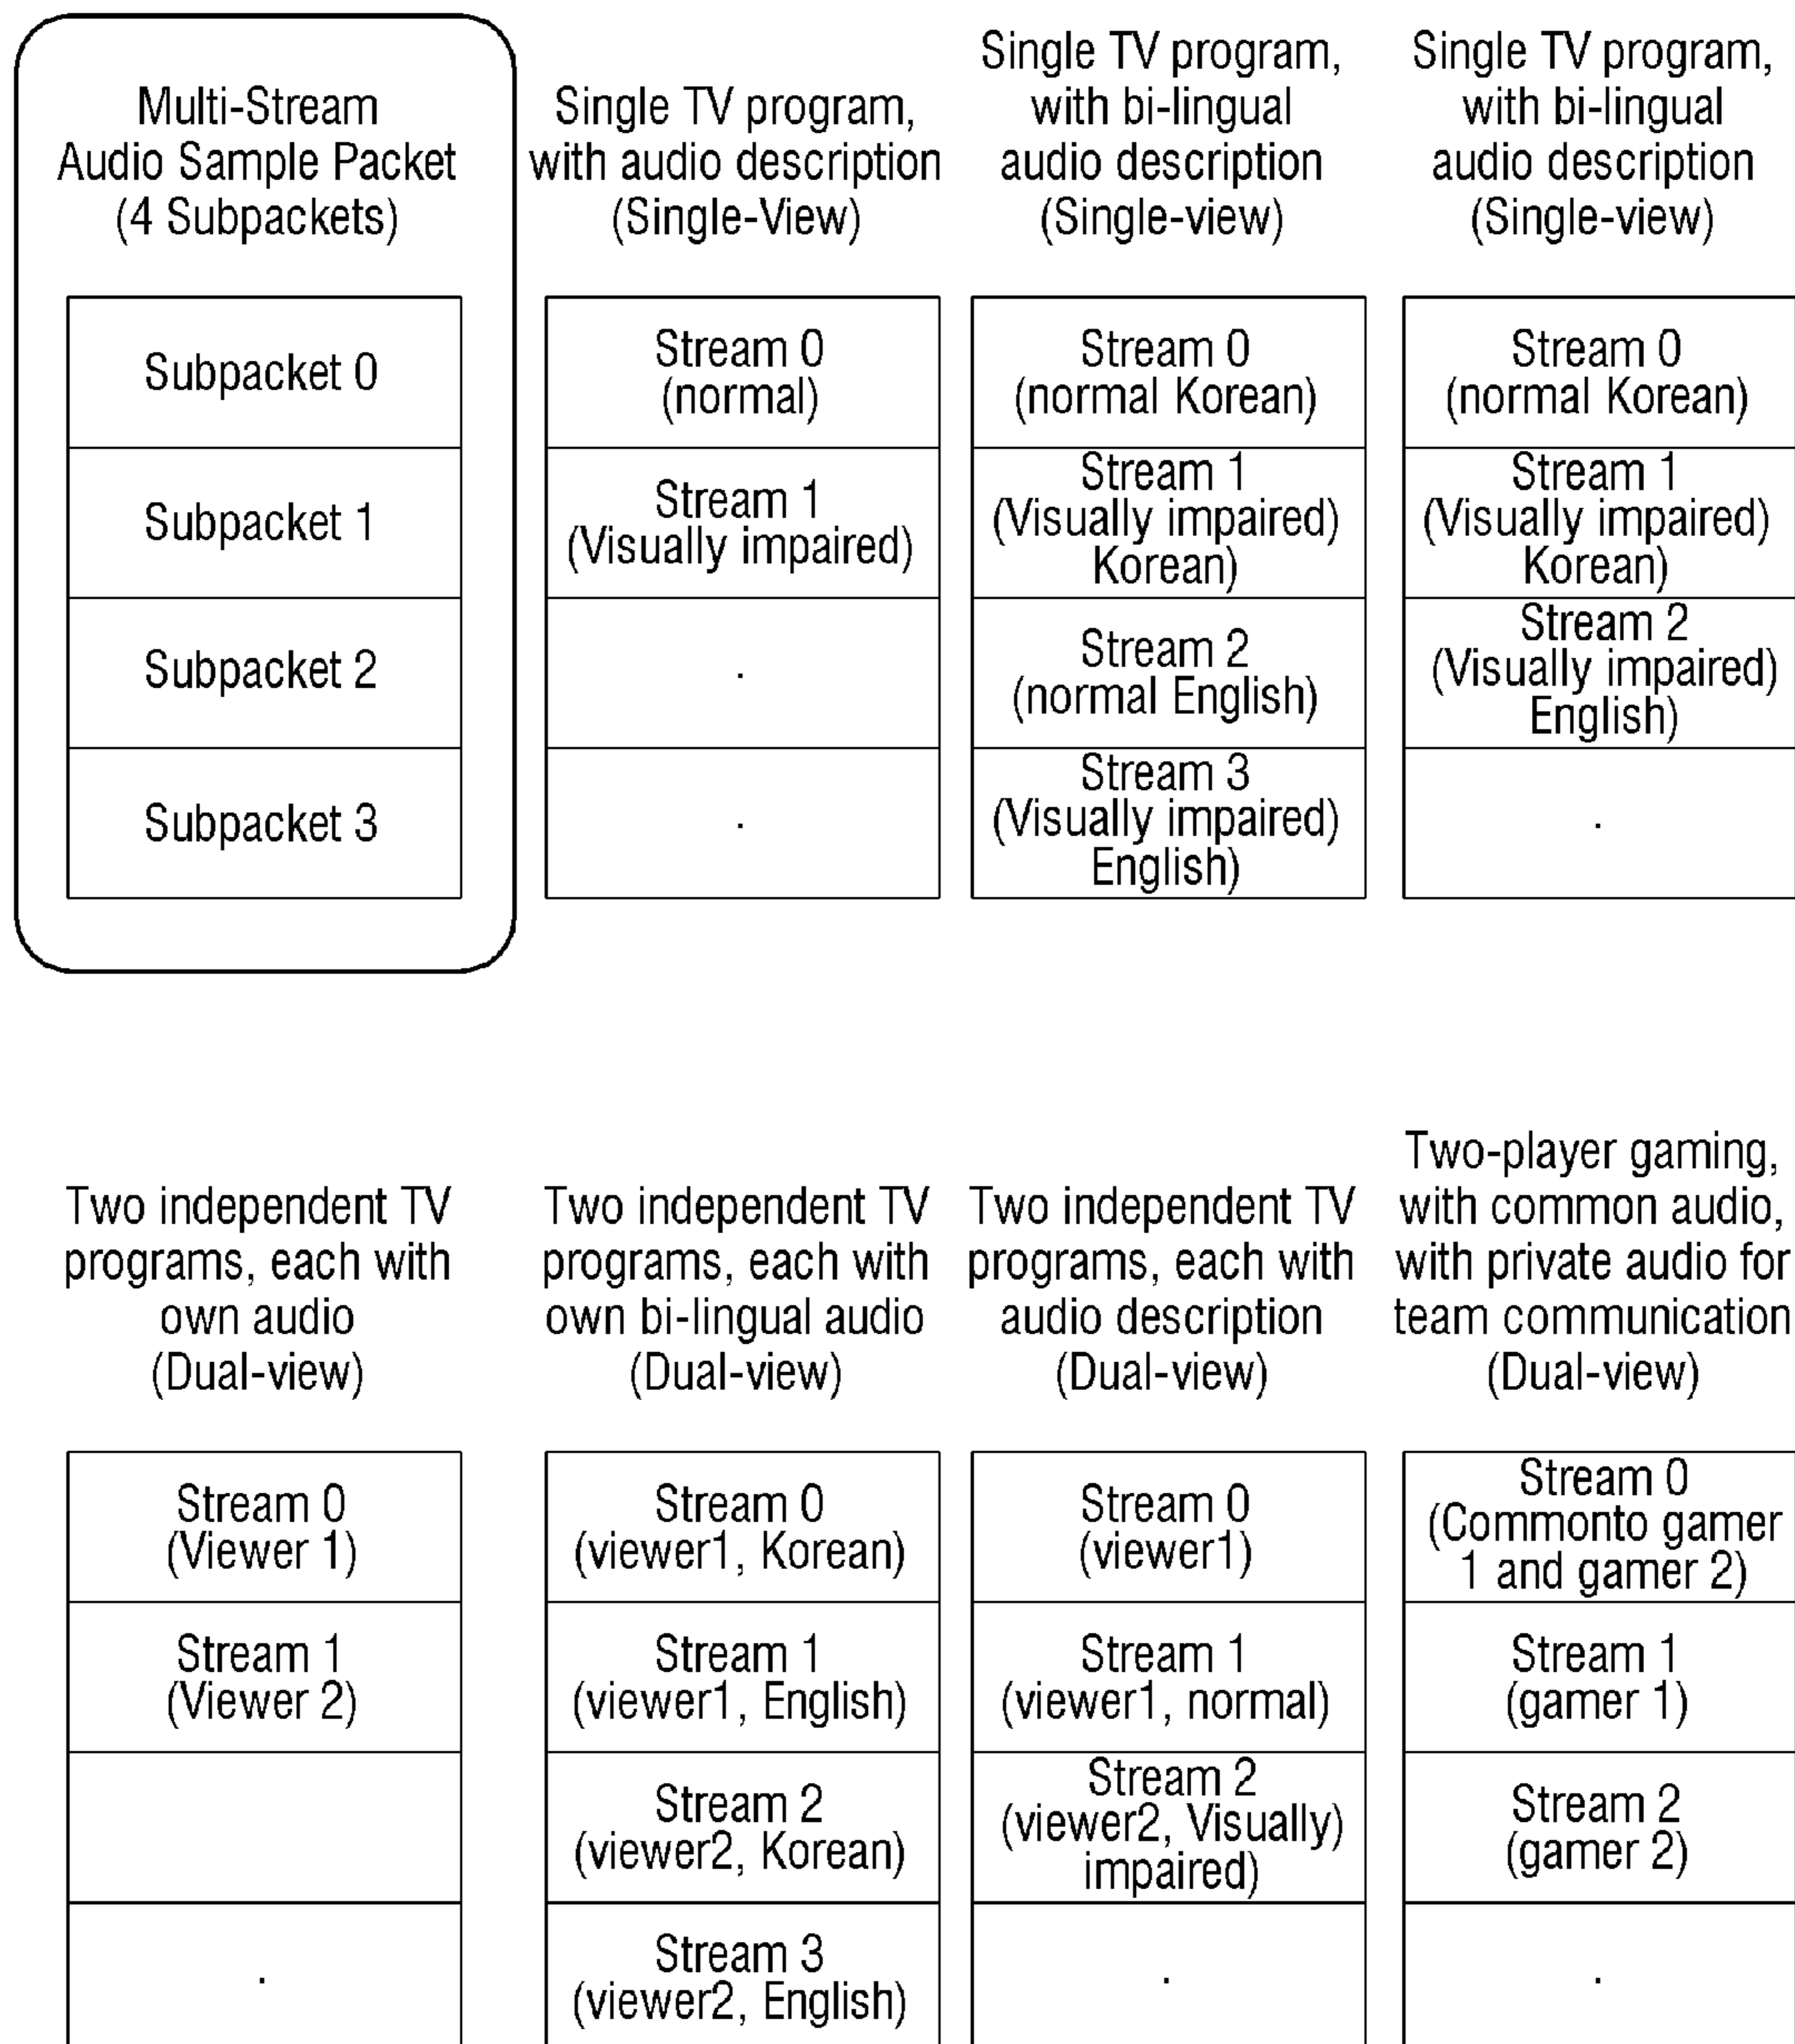 Multi-Stream
Audio Sample Packet
(4 Subpackets)
Subpacket 0
Subpacket 1
Subpacket 2
Subpacket 3
Single TV program,
with audio description
(Single-View)
Stream 0
(normal)
Stream 1
(Visually impaired)
.
.
Single TV program,
with bi-lingual
audio description
(Single-view)
Stream 0
(normal Korean)
Stream 1
(Visually impaired)
Korean)
Stream 2
(normal English)
Stream 3
(Visually impaired)
English)
Single TV program,
with bi-lingual
audio description
(Single-view)
Stream 0
(normal Korean)
Stream 1
(Visually impaired)
Korean)
Stream 2
(Visually impaired)
English)
.
Two independent TV
programs, each with
own audio
(Dual-view)
Stream 0
(Viewer 1)
Stream 1
(Viewer 2)
.
Two independent TV
programs, each with
own bi-lingual audio
(Dual-view)
Stream 0
(viewer1, Korean)
Stream 1
(viewer1, English)
Stream 2
(viewer2, Korean)
Stream 3
(viewer2, English)
Two independent TV
programs, each with
audio description
(Dual-view)
Stream 0
(viewer1)
Stream 1
(viewer1, normal)
Stream 2
(viewer2, Visually)
impaired)
.
Two-player gaming,
with common audio,
with private audio for
team communication
(Dual-view)
Stream 0
(Commonto gamer
1 and gamer 2)
Stream 1
(gamer 1)
Stream 2
(gamer 2)
.